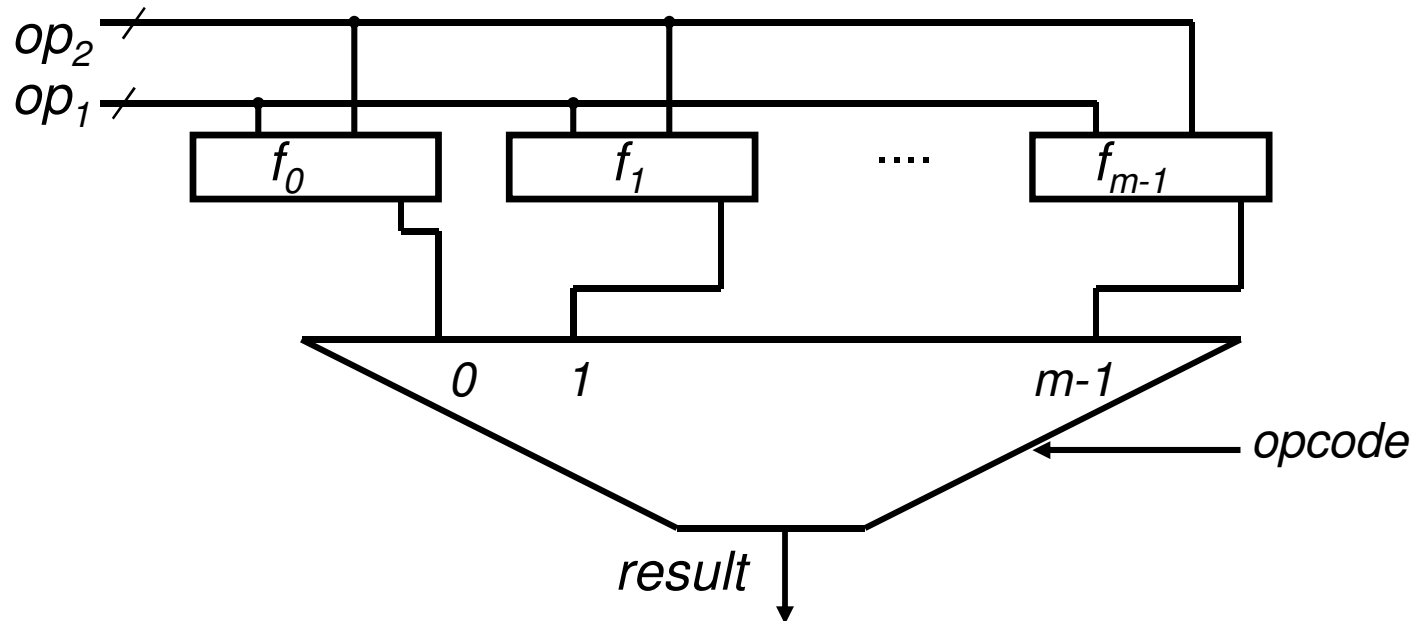 op₂
op₁
f₀ f₁ .... fₘ₋₁
0 1 m-1
opcode
result